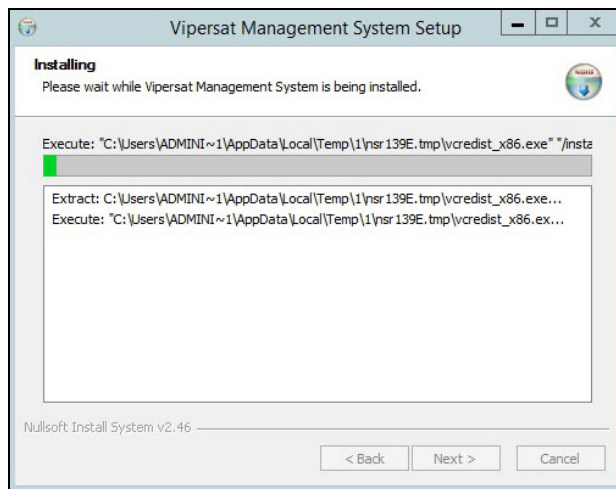 Vipersat Management System Setup
Installing
Please wait while Vipersat Management System is being installed.
Execute: "C:\Users\ADMINI~1\AppData\Local\Temp\1\nsr139E.tmp\vcredist_x86.exe" "/insta
Extract: C:\Users\ADMINI~1\AppData\Local\Temp\1\nsr139E.tmp\vcredist_x86.exe...
Execute: "C:\Users\ADMINI~1\AppData\Local\Temp\1\nsr139E.tmp\vcredist_x86.ex...
Nullsoft Install System v2.46
< Back Next > Cancel